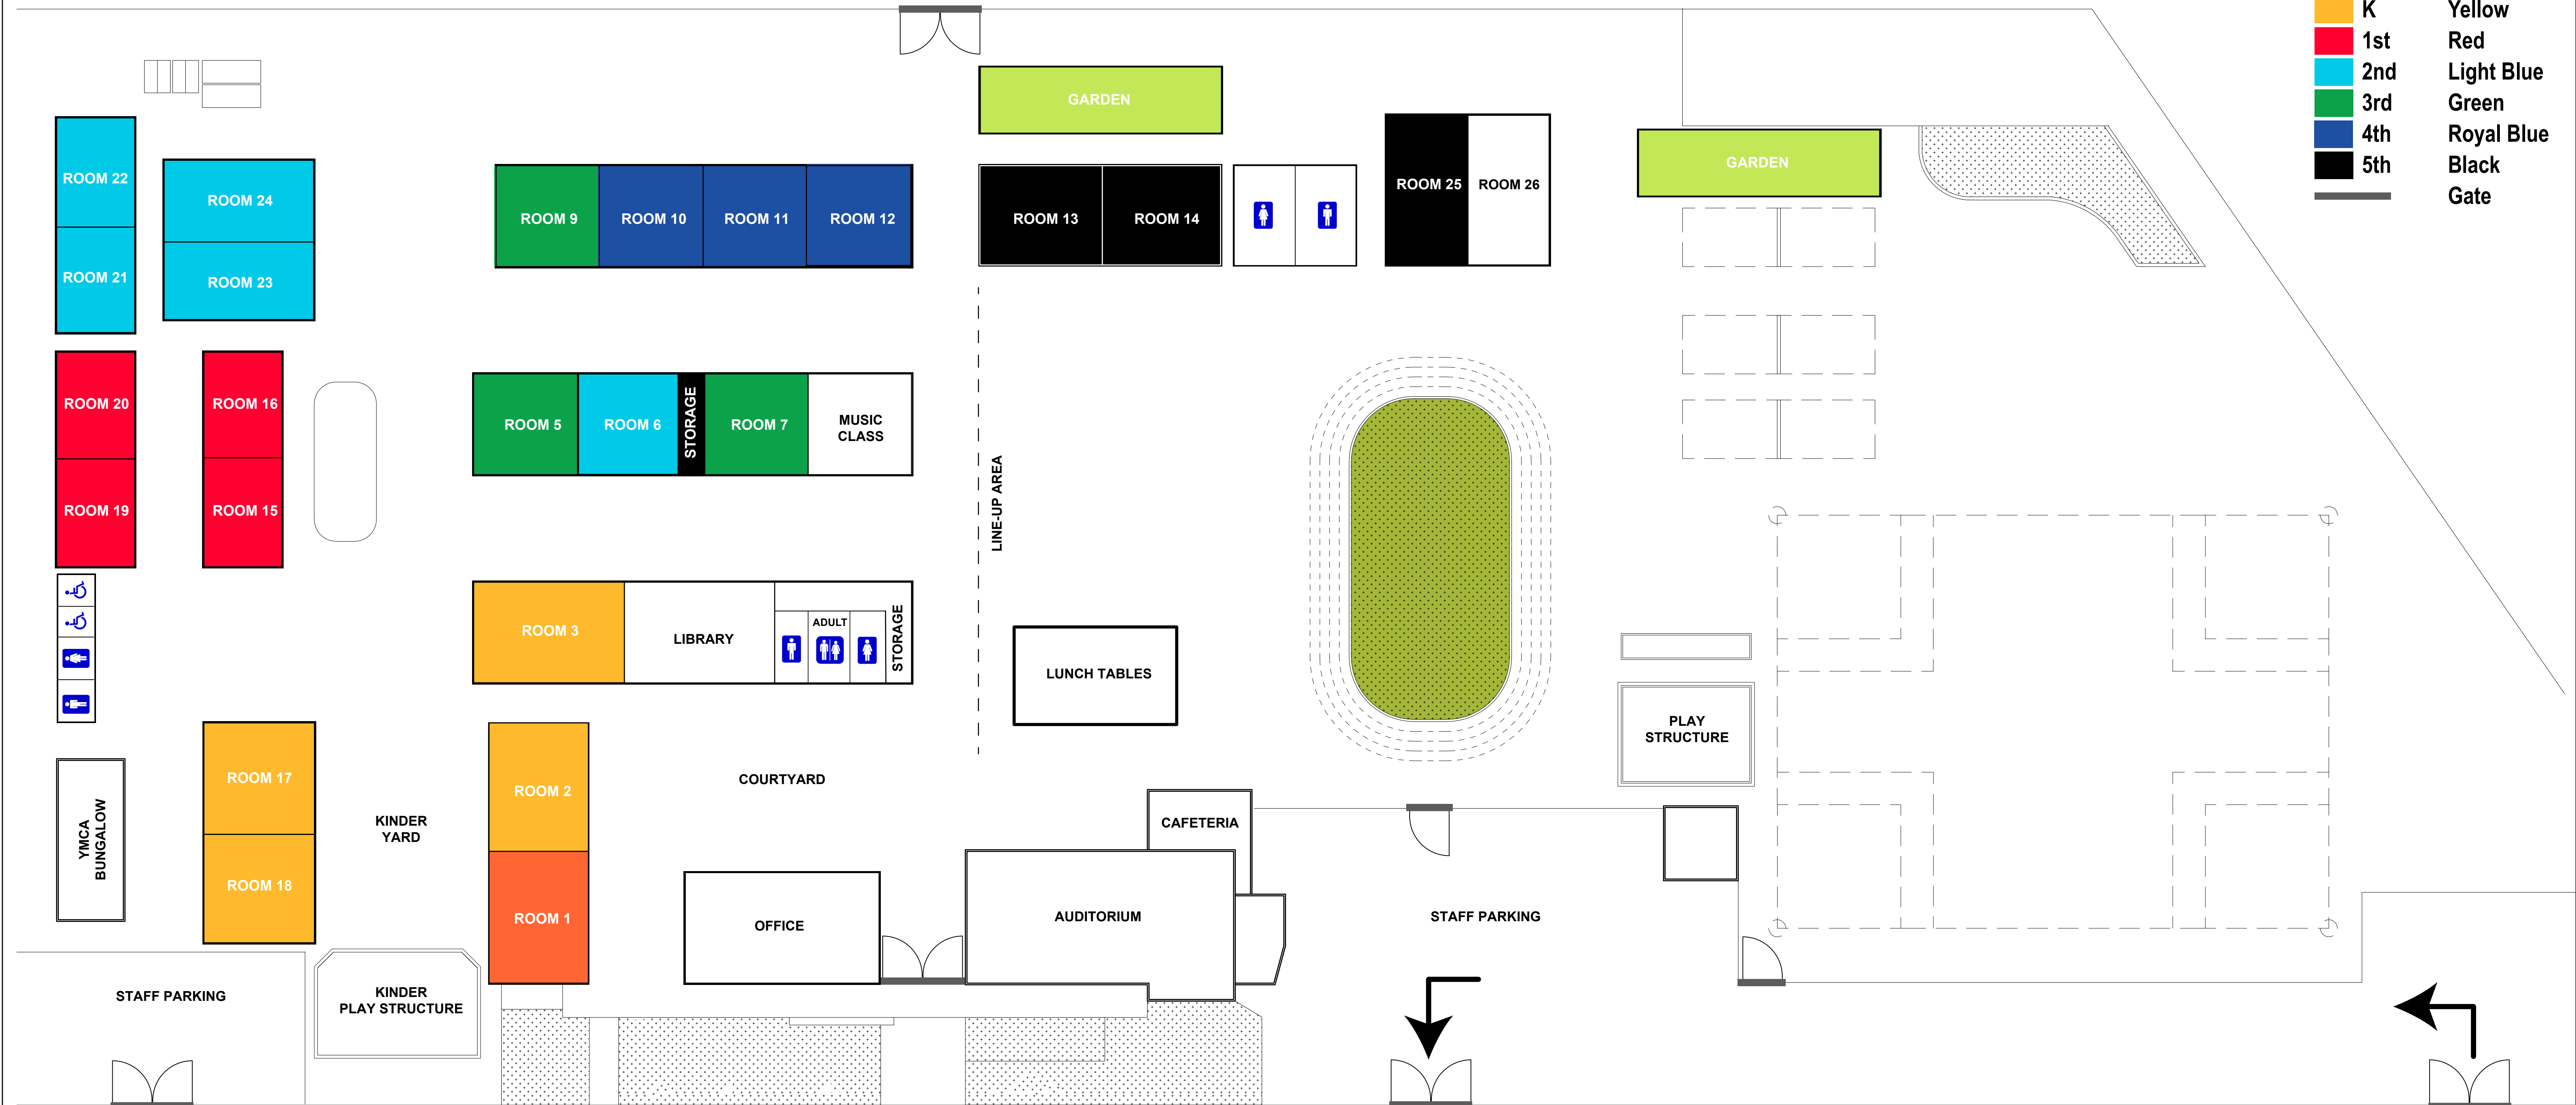 K Yellow
1st Red
2nd Light Blue
3rd Green
4th Royal Blue
5th Black
Gate
GARDEN
GARDEN
ROOM 22
ROOM 21
ROOM 24
ROOM 23
ROOM 9
ROOM 10
ROOM 11
ROOM 12
ROOM 13
ROOM 14
ROOM 25
ROOM 26
ROOM 20
ROOM 19
ROOM 16
ROOM 15
ROOM 5
ROOM 6
STORAGE
ROOM 7
MUSIC
CLASS
LINE-UP AREA
ROOM 3
LIBRARY
ADULT
STORAGE
LUNCH TABLES
PLAY
STRUCTURE
YMCA
BUNGALOW
ROOM 17
ROOM 18
KINDER
YARD
ROOM 2
ROOM 1
COURTYARD
CAFETERIA
OFFICE
AUDITORIUM
STAFF PARKING
STAFF PARKING
KINDER
PLAY STRUCTURE